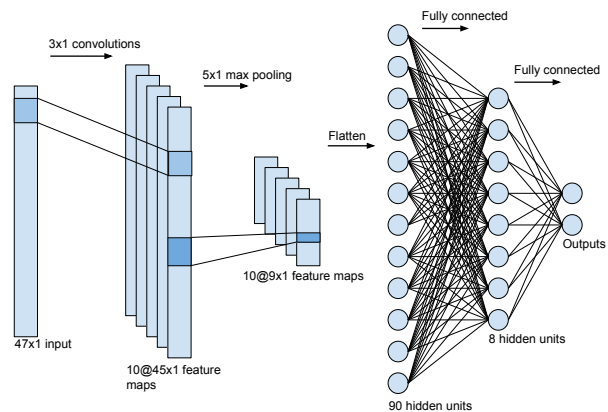 3x1 convolutions
5x1 max pooling
Flatten
Fully connected
Fully connected
47x1 input
10@45x1 feature
maps
10@9x1 feature maps
90 hidden units
8 hidden units
Outputs